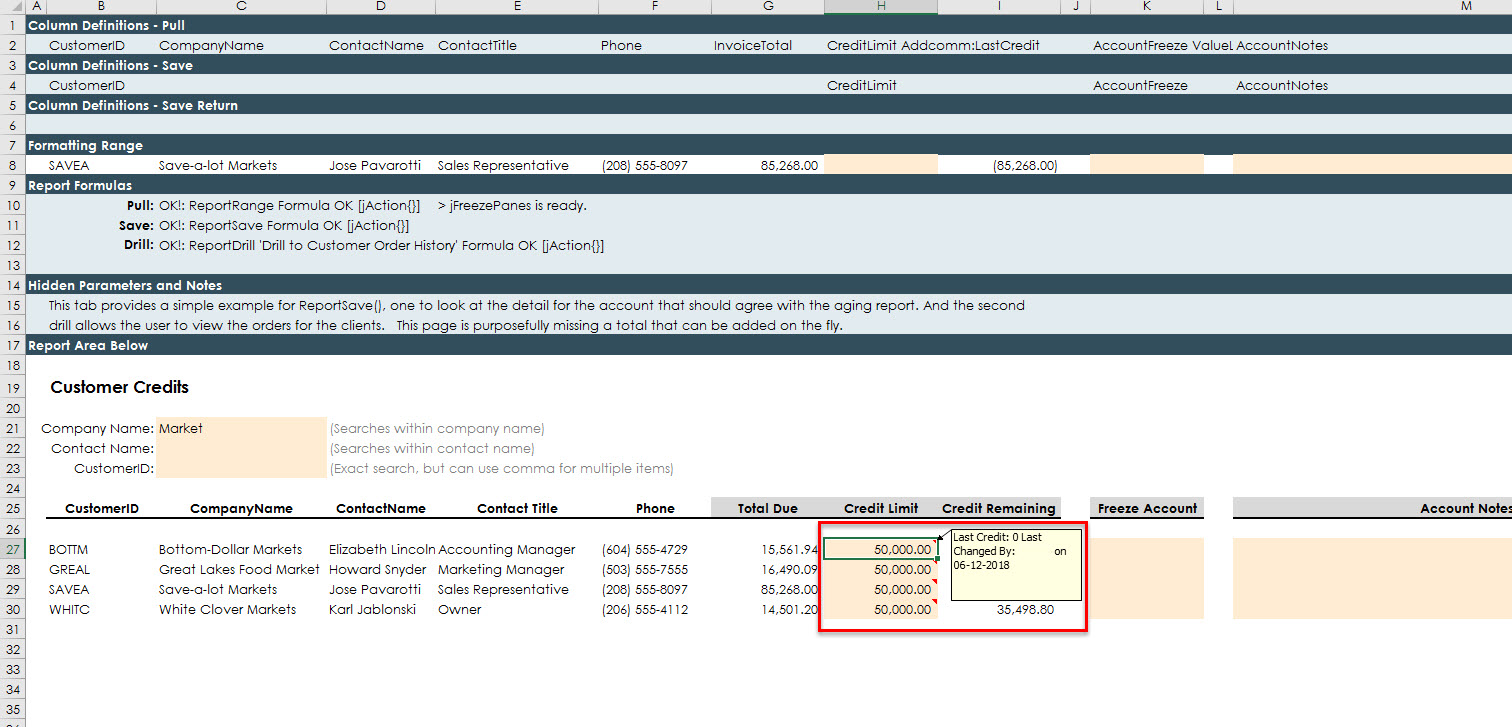 A B C D E F G H I J K L M
1 Column Definitions - Pull
2 CustomerID CompanyName ContactName ContactTitle Phone InvoiceTotal CreditLimit Addcomm:LastCredit AccountFreeze ValueL AccountNotes
3 Column Definitions - Save
4 CustomerID CreditLimit AccountFreeze AccountNotes
5 Column Definitions - Save Return
6
7 Formatting Range
8 SAVEA Save-a-lot Markets Jose Pavarotti Sales Representative (208) 555-8097 85,268.00 (85,268.00)
9 Report Formulas
10 Pull: OK!: ReportRange Formula OK [jAction{}] > jFreezePanes is ready.
11 Save: OK!: ReportSave Formula OK [jAction{}]
12 Drill: OK!: ReportDrill 'Drill to Customer Order History' Formula OK [jAction{}]
13
14 Hidden Parameters and Notes
15 This tab provides a simple example for ReportSave(), one to look at the detail for the account that should agree with the aging report. And the second
16 drill allows the user to view the orders for the clients. This page is purposefully missing a total that can be added on the fly.
17 Report Area Below
18
19 Customer Credits
20
21 Company Name: Market (Searches within company name)
22 Contact Name: (Searches within contact name)
23 CustomerID: (Exact search, but can use comma for multiple items)
24
25 CustomerID CompanyName ContactName Contact Title Phone Total Due Credit Limit Credit Remaining Freeze Account Account Notes
26
27 BOTTM Bottom-Dollar Markets Elizabeth Lincoln Accounting Manager (604) 555-4729 15,561.94 50,000.00
28 GREAL Great Lakes Food Market Howard Snyder Marketing Manager (503) 555-7555 16,490.09 50,000.00
29 SAVEA Save-a-lot Markets Jose Pavarotti Sales Representative (208) 555-8097 85,268.00 50,000.00
30 WHITC White Clover Markets Karl Jablonski Owner (206) 555-4112 14,501.20 50,000.00 35,498.80
Last Credit: 0 Last
Changed By: on
06-12-2018
31
32
33
34
35